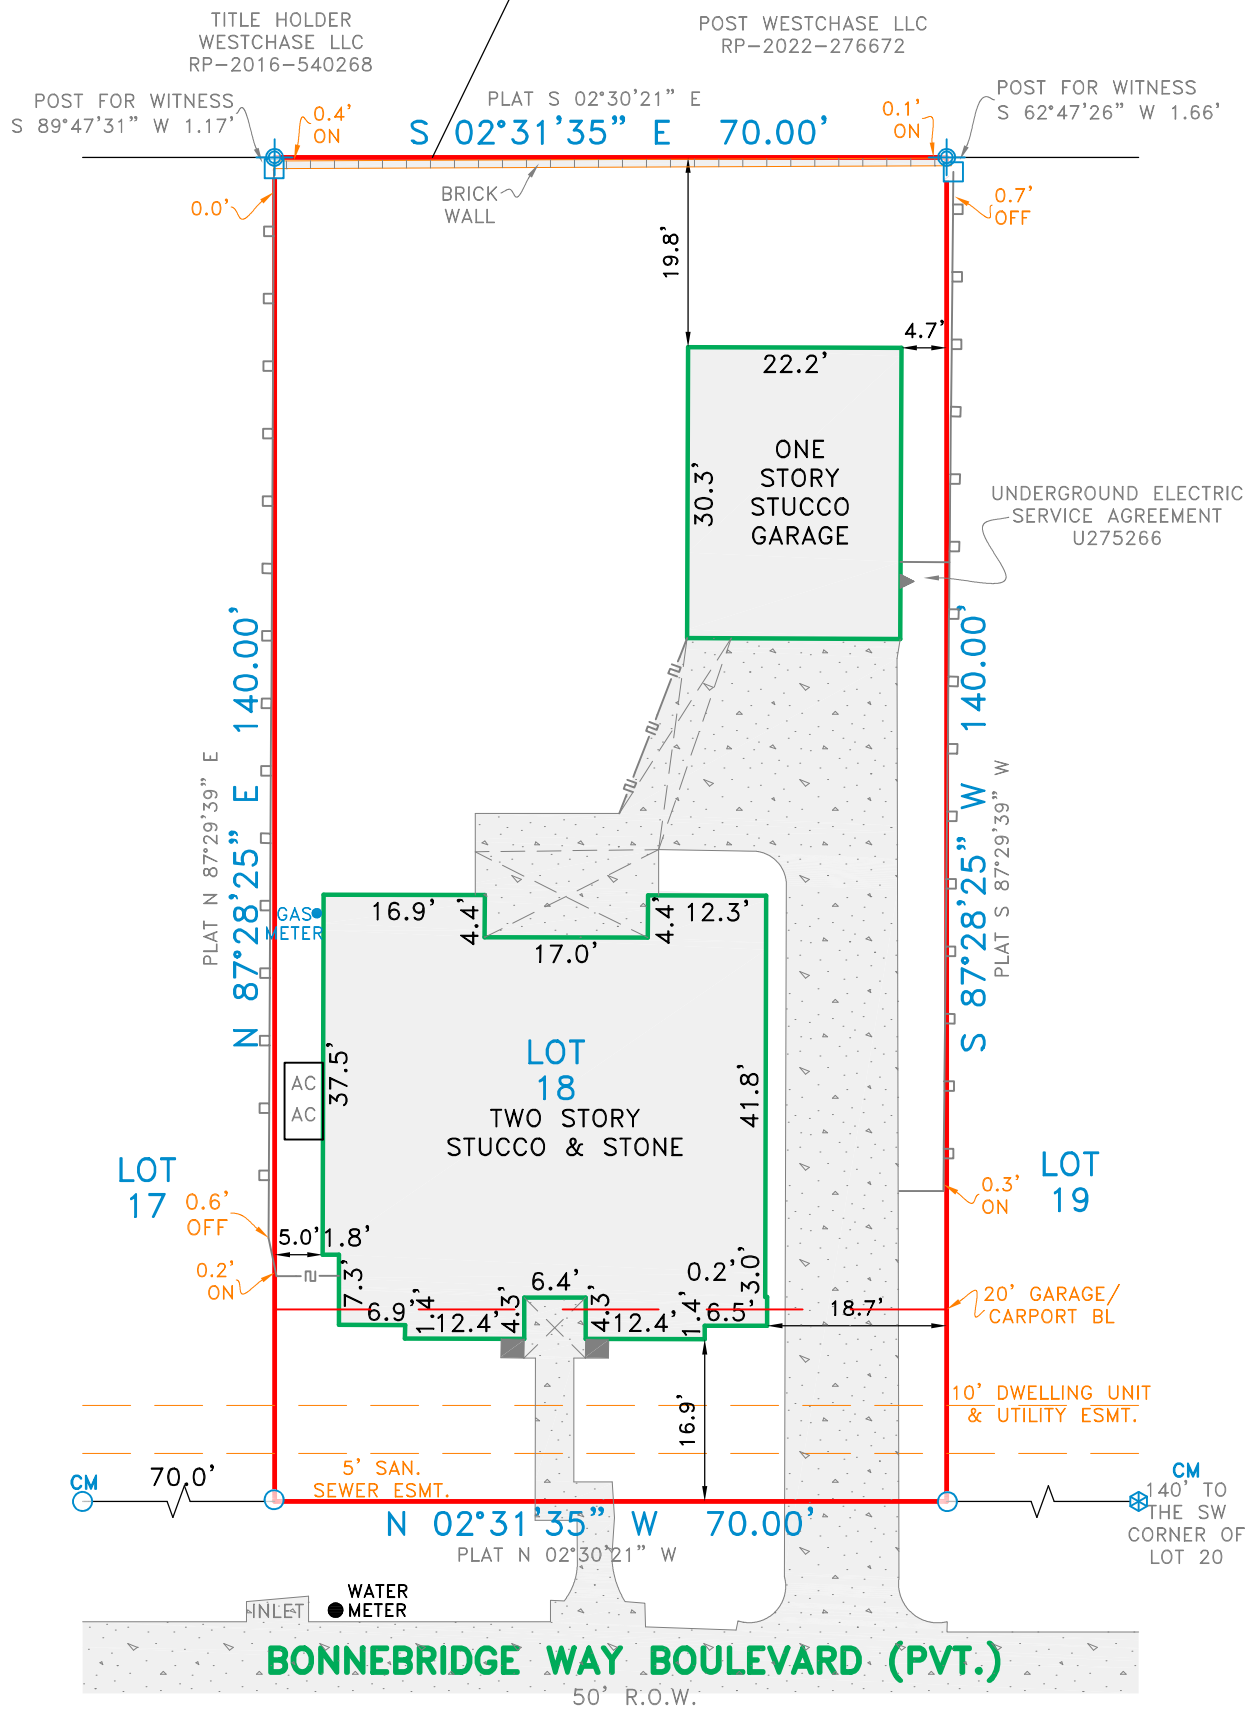 TITLE HOLDER
WESTCHASE LLC
RP-2016-540268
POST WESTCHASE LLC
RP-2022-276672
POST FOR WITNESS
S 89°47'31" W 1.17'
0.4'
ON
PLAT S 02°30'21" E
S 02°31'35" E 70.00'
0.1'
ON
POST FOR WITNESS
S 62°47'26" W 1.66'
0.0'
BRICK
WALL
0.7'
OFF
19.8'
4.7'
22.2'
30.3'
ONE
STORY
STUCCO
GARAGE
UNDERGROUND ELECTRIC
SERVICE AGREEMENT
U275266
N 87°28'25" E 140.00'
PLAT N 87°29'39" E
S 87°28'25" W 140.00'
PLAT S 87°29'39" W
GAS
METER
16.9'
4.4'
17.0'
4.4'
12.3'
37.5'
AC
AC
LOT
18
TWO STORY
STUCCO & STONE
41.8'
LOT
17
LOT
19
0.6'
OFF
0.3'
ON
5.0'
1.8'
0.2'
ON
7.3'
6.9'
1.4'
12.4'
4.3'
6.4'
4.3'
12.4'
1.4'
6.5'
0.2'
3.0'
18.7'
20' GARAGE/
CARPORT BL
16.9'
10' DWELLING UNIT
& UTILITY ESMT.
CM
70.0'
5' SAN.
SEWER ESMT.
N 02°31'35" W 70.00'
PLAT N 02°30'21" W
CM
140' TO
THE SW
CORNER OF
LOT 20
INLET
WATER
METER
BONNEBRIDGE WAY BOULEVARD (PVT.)
50' R.O.W.